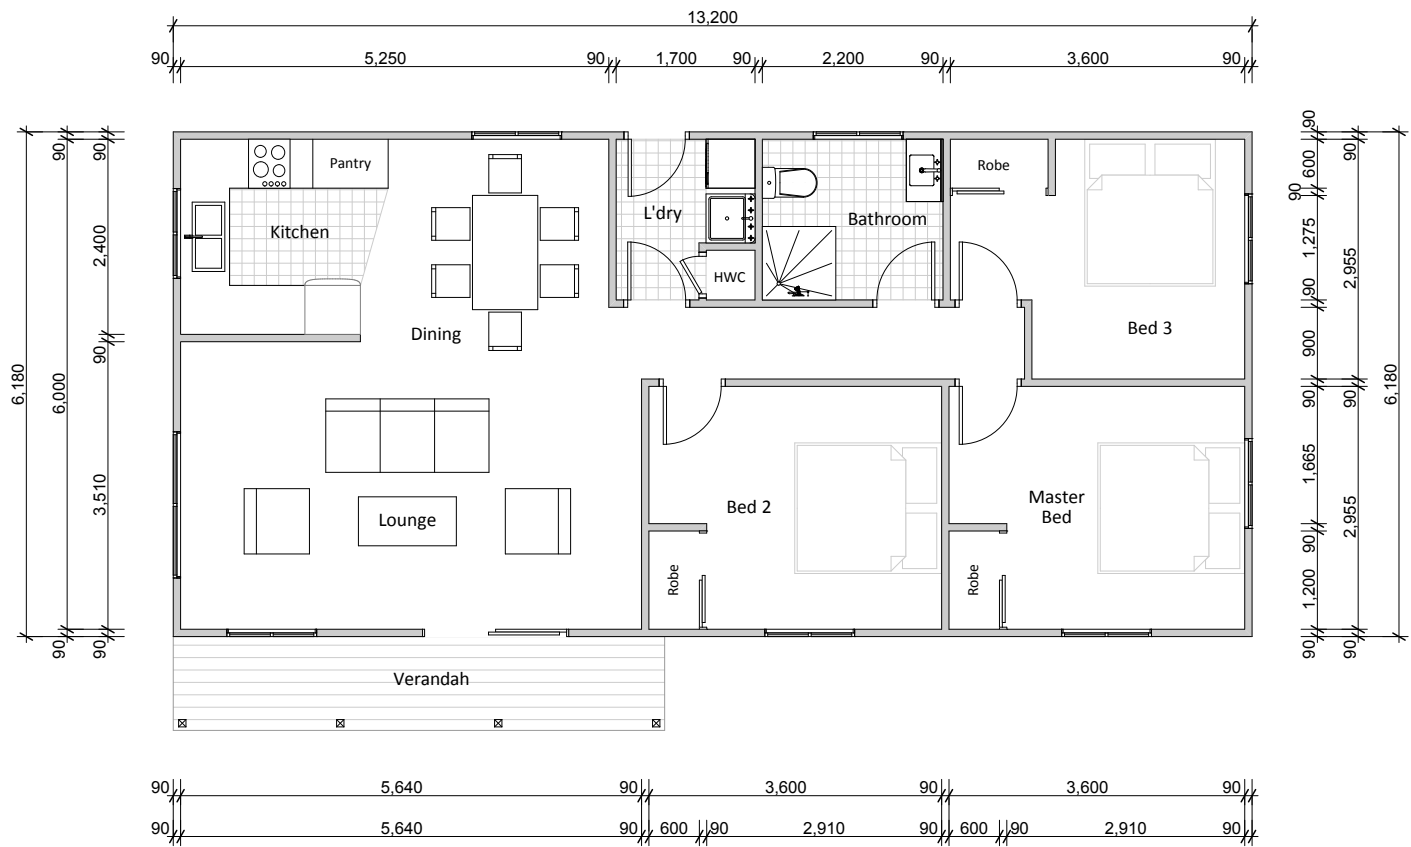 13,200
90 5,250 90 1,700 90 2,200 90 3,600 90
6,180
90
6,000
90
90
2,400
90
3,510
90
Pantry
Kitchen
Dining
L'dry
HWC
Bathroom
Robe
Bed 3
Lounge
Bed 2
Robe
Master
Bed
Robe
Verandah
90
600
90
1,275
90
900
90
1,665
90
1,200
90
90
2,955
90
2,955
90
6,180
90 5,640 90 3,600 90 3,600 90
90 5,640 90 600 90 2,910 90 600 90 2,910 90